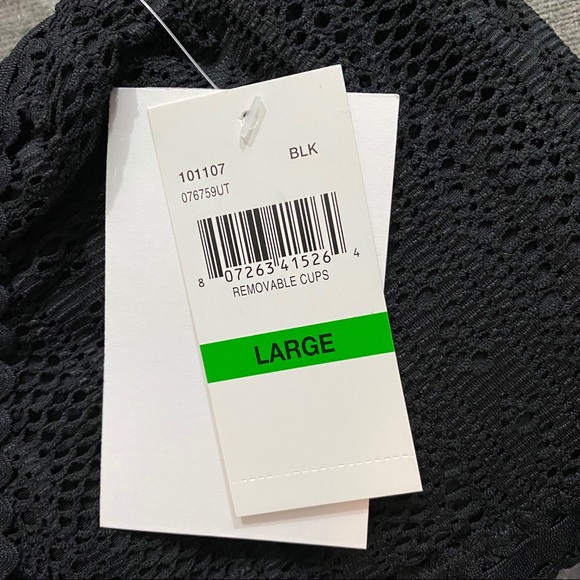 101107 BLK
076759UT
8 07263 41526 4
REMOVABLE CUPS
LARGE